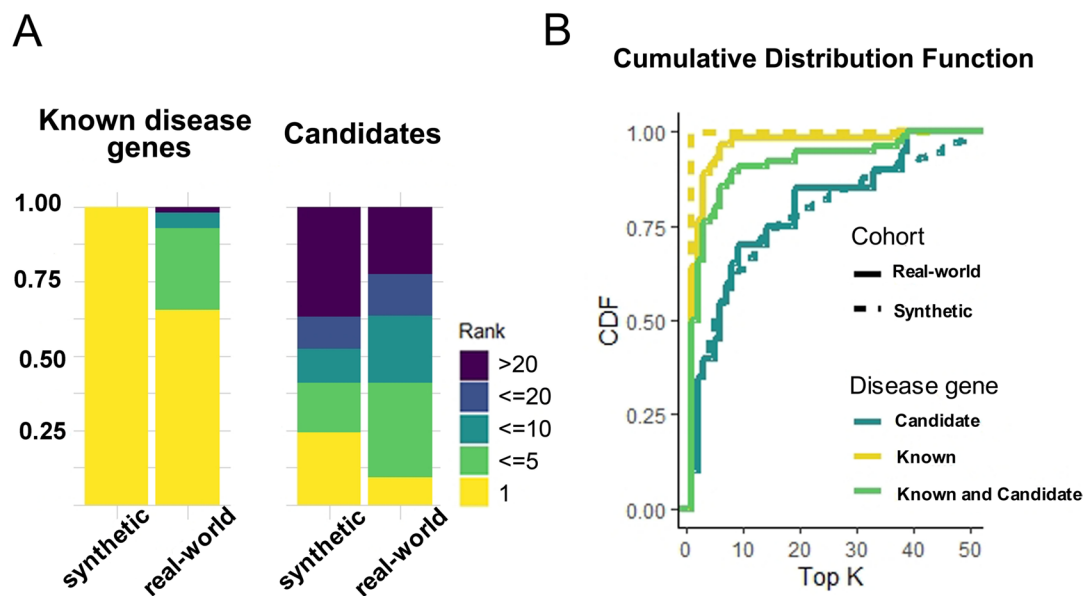 A
Known disease
genes
Candidates
1.00
0.75
0.50
0.25
synthetic
real-world
synthetic
real-world
Rank
>20
<=20
<=10
<=5
1
B
Cumulative Distribution Function
CDF
1.00
0.75
0.50
0.25
0.00
0 10 20 30 40 50
Top K
Cohort
Real-world
Synthetic
Disease gene
Candidate
Known
Known and Candidate